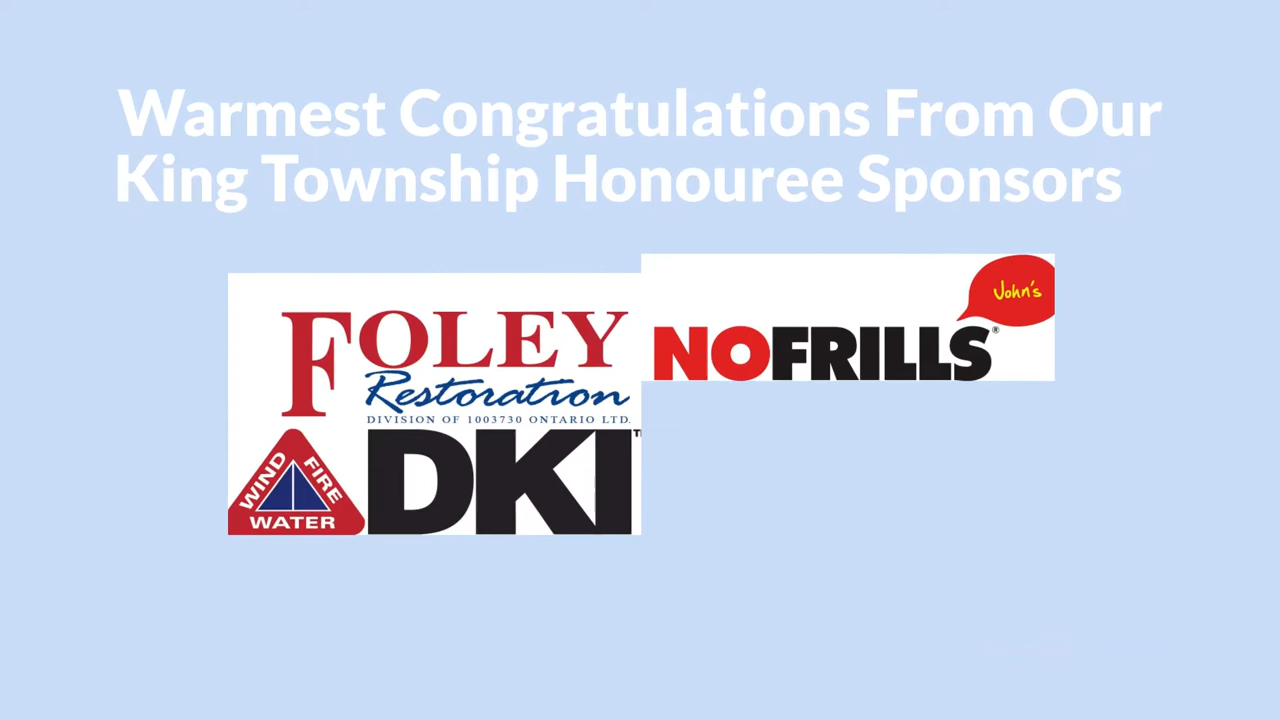 Warmest Congratulations From Our
King Township Honouree Sponsors
FOLEY
Restoration
DIVISION OF 1003730 ONTARIO LTD.
WIND FIRE
WATER
DKI™
John's
NOFRILLS®